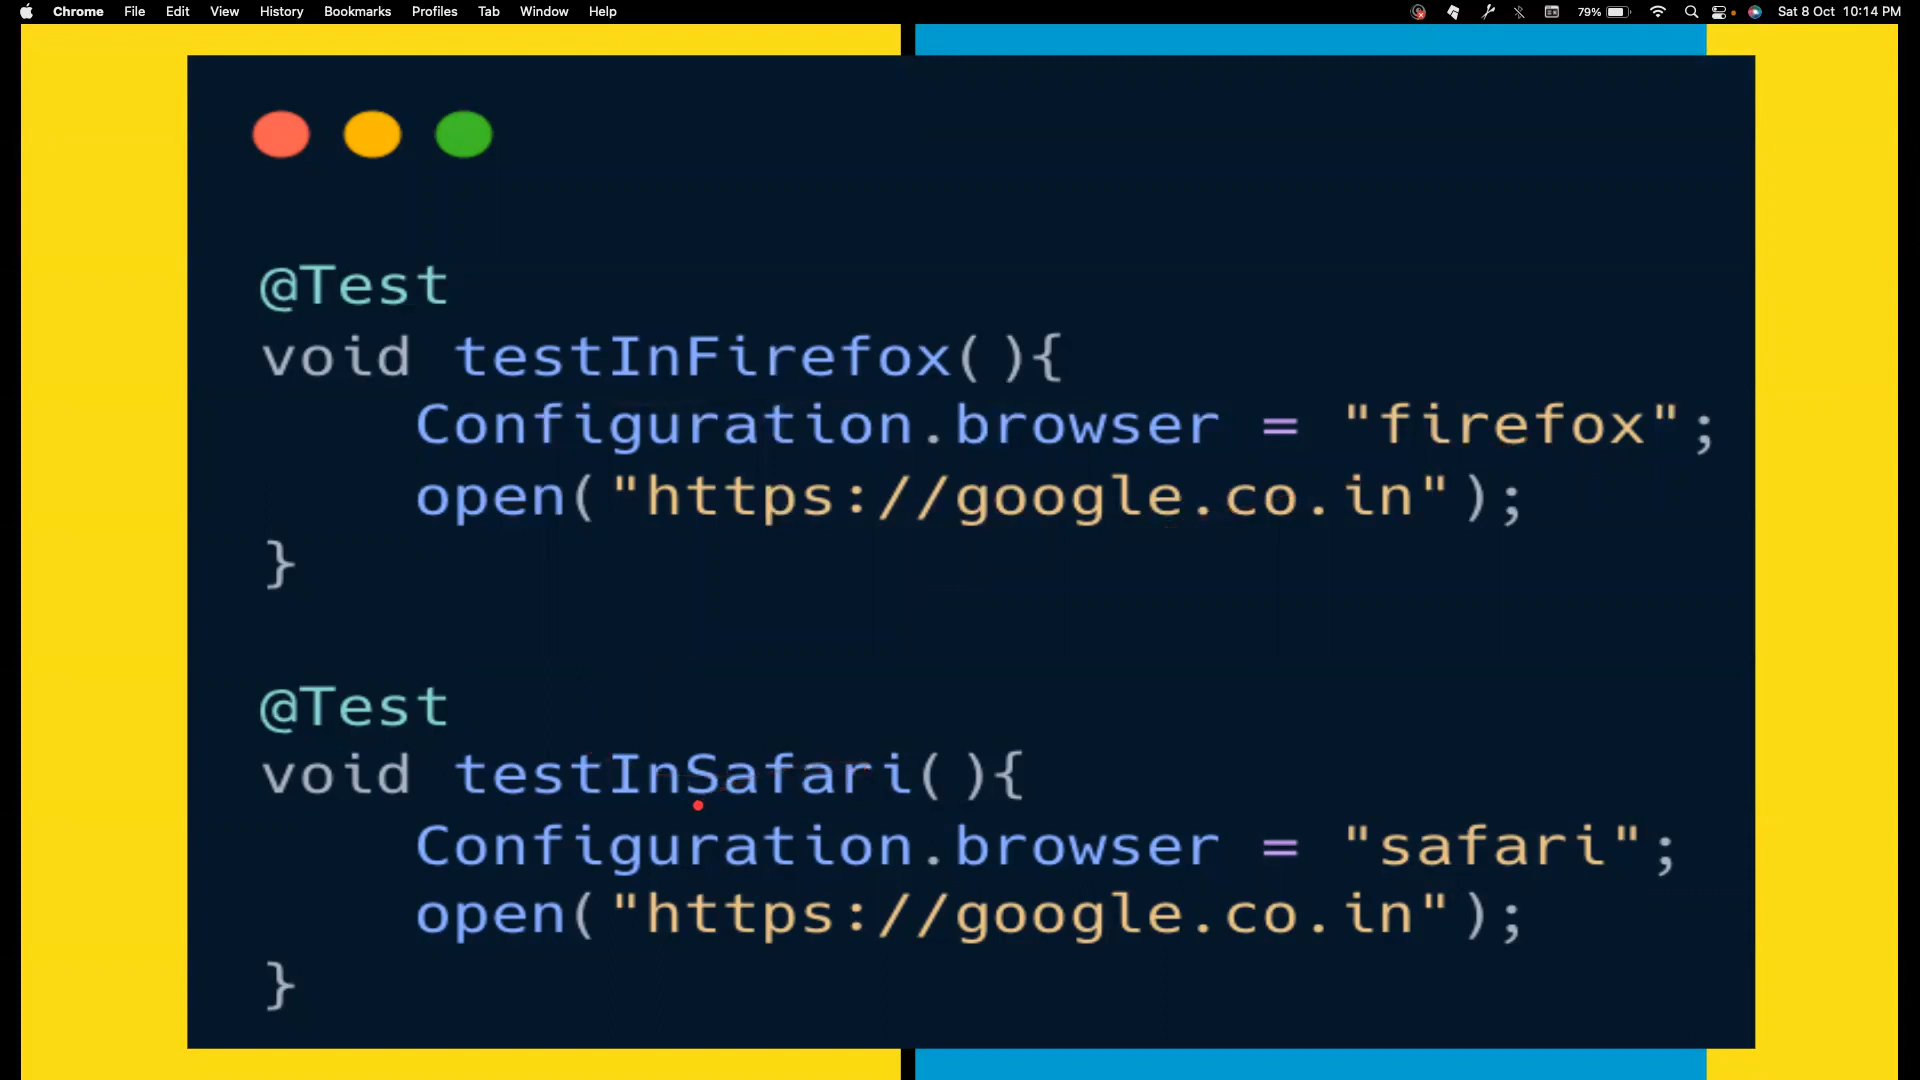 Chrome File Edit View History Bookmarks Profiles Tab Window Help 79% Sat 8 Oct 10:14 PM
@Test
void testInFirefox(){
    Configuration.browser = "firefox";
    open("https://google.co.in");
}
@Test
void testInSafari(){
    Configuration.browser = "safari";
    open("https://google.co.in");
}